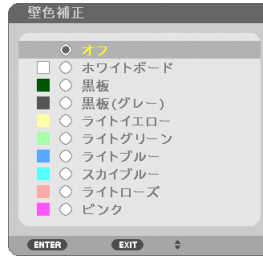 壁色補正
オフ
ホワイトボード
黒板
黒板(グレー)
ライトイエロー
ライトグリーン
ライトブルー
スカイブルー
ライトローズ
ピンク
ENTER EXIT